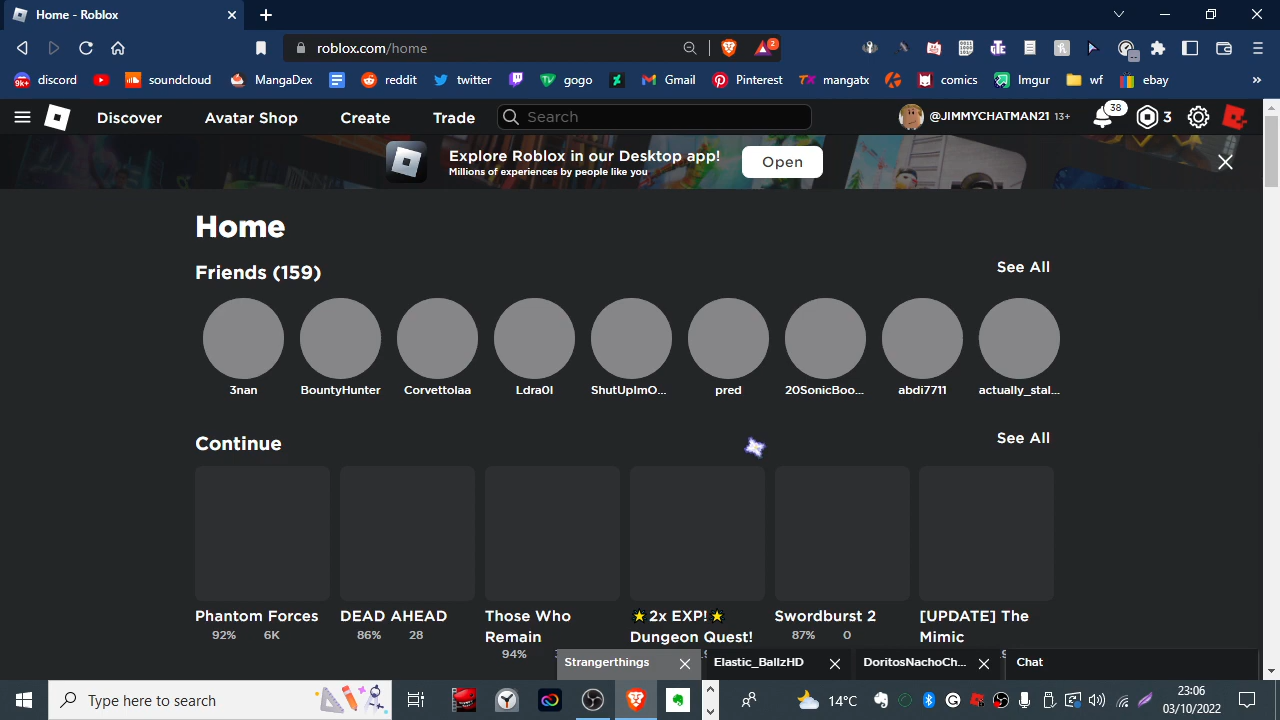 Home - Roblox
roblox.com/home
2
discord
soundcloud
MangaDex
reddit
twitter
gogo
Gmail
Pinterest
mangatx
comics
Imgur
wf
ebay
Discover
Avatar Shop
Create
Trade
Search
@JIMMYCHATMAN21 13+
38
3
Explore Roblox in our Desktop app!
Millions of experiences by people like you
Open
Home
Friends (159)
See All
3nan
BountyHunter
Corvettolaa
ShutUpImO...
pred
20SonicBoo...
abdi7711
actually_stal...
Continue
See All
Phantom Forces
92% 6K
DEAD AHEAD
86% 28
Those Who
Remain
94%
⭐2x EXP!⭐
Dungeon Quest!
Swordburst 2
87% 0
[UPDATE] The
Mimic
Strangerthings
Elastic_BallzHD
DoritosNachoCh...
Chat
Type here to search
14°C
23:06
03/10/2022